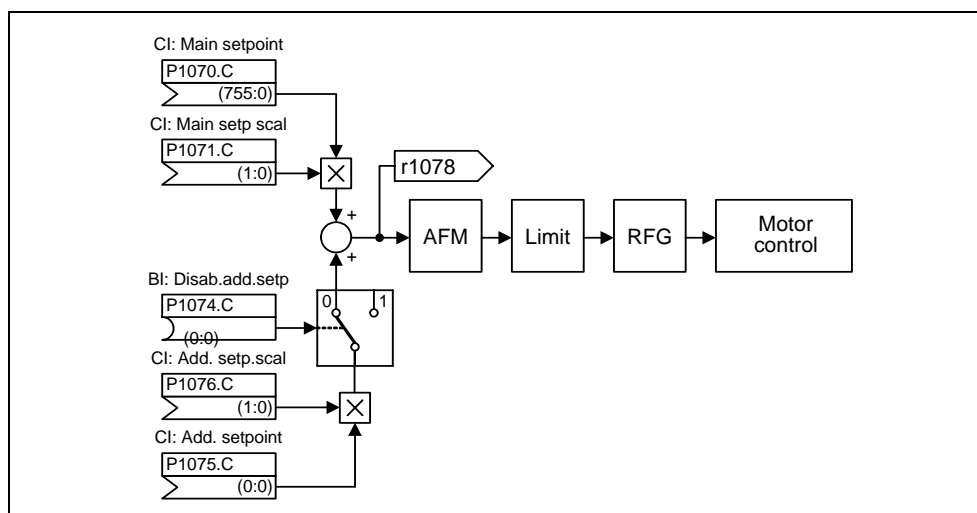 CI: Main setpoint
P1070.C
(755:0)
CI: Main setp scal
P1071.C
(1:0)
r1078
+
+
AFM
Limit
RFG
Motor
control
BI: Disab.add.setp
P1074.C
(0:0)
0 1
CI: Add. setp.scal
P1076.C
(1:0)
CI: Add. setpoint
P1075.C
(0:0)